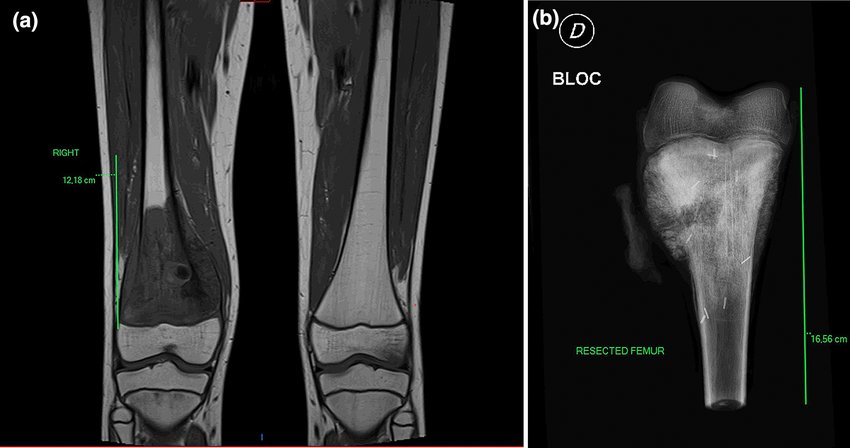 (a)
RIGHT
12,18 cm
(b)
D
BLOC
16,56 cm
RESECTED FEMUR